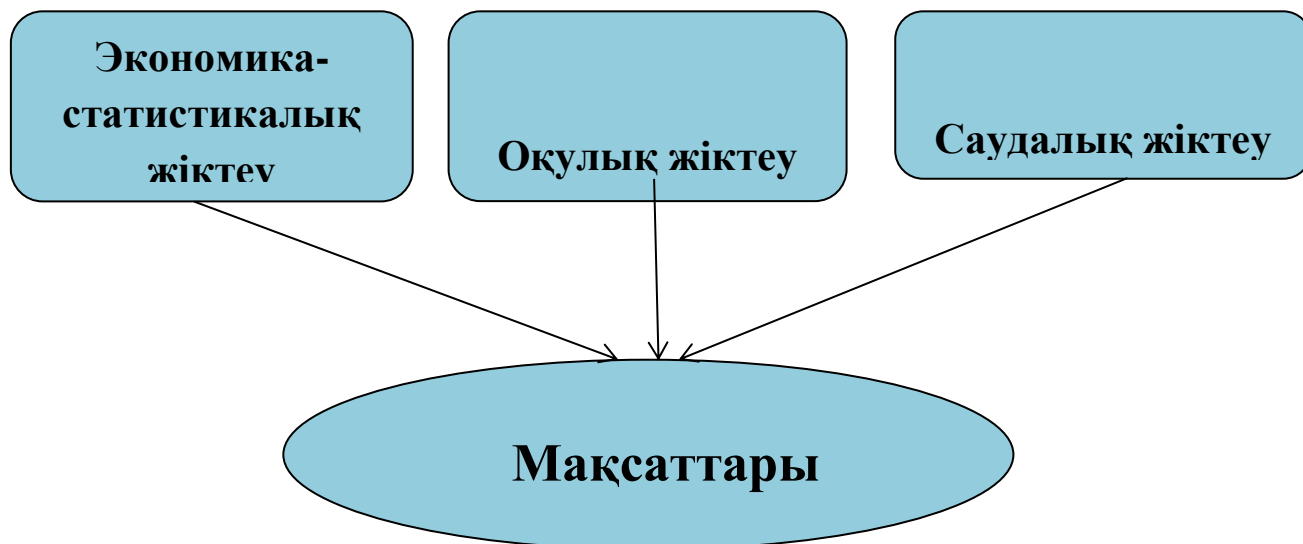 Экономика-
статистикалық
жіктеу
Оқулық жіктеу
Саудалық жіктеу
Мақсаттары